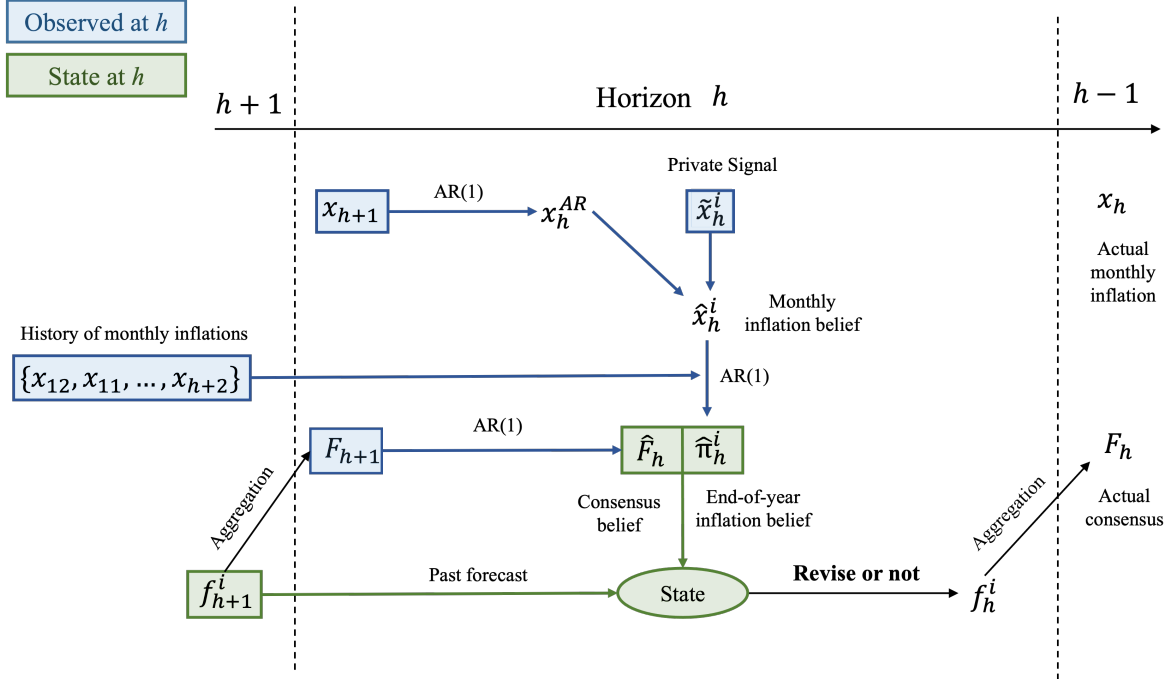 Observed at h
State at h
h + 1
Horizon h
h − 1
Private Signal
AR(1)
x_{h+1}
x_h^{AR}
x̃_h^i
x_h
Actual
monthly
inflation
x̂_h^i
Monthly
inflation belief
History of monthly inflations
{x_{12}, x_{11}, … , x_{h+2}}
AR(1)
AR(1)
F_{h+1}
F̂_h
π̂_h^i
F_h
Aggregation
Consensus
belief
End-of-year
inflation belief
Aggregation
Actual
consensus
f_{h+1}^i
Past forecast
State
Revise or not
f_h^i